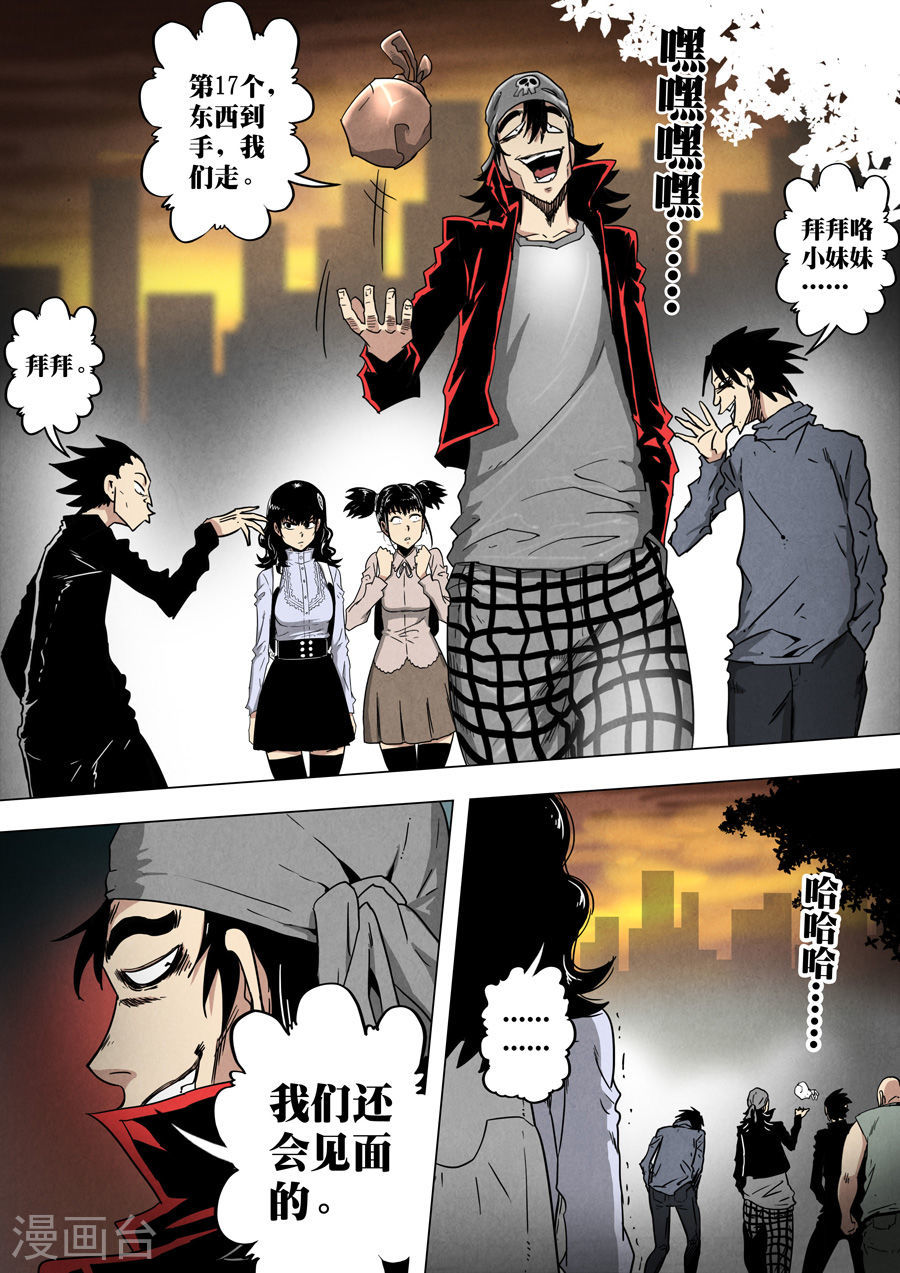 第17个，
东西到
手，我
们走。
嘿嘿嘿嘿……
拜拜咯
小妹妹
……
拜拜。
我们还
会见面
的。
……
……
哈哈哈……
漫画台